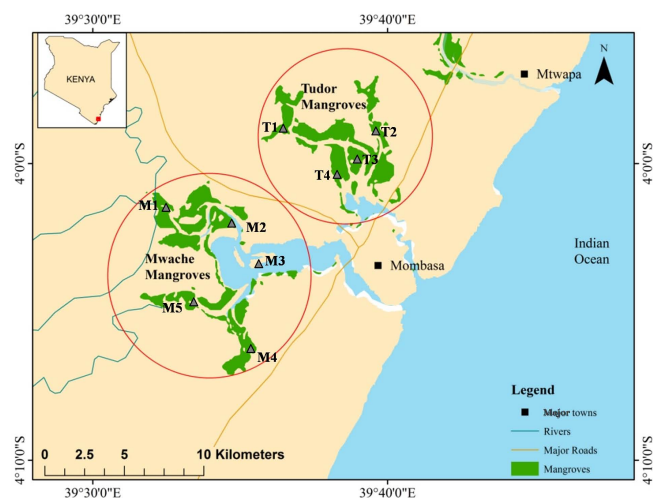 39°30'0"E
39°40'0"E
N
KENYA
Mtwapa
Tudor
Mangroves
T1
T2
T3
T4
4°0'0"S
4°0'0"S
M1
M2
Mwache
Mangroves
M3
Mombasa
Indian
Ocean
M5
M4
Legend
Major towns
Rivers
Major Roads
Mangroves
0 2.5 5 10 Kilometers
4°10'0"S
4°10'0"S
39°30'0"E
39°40'0"E